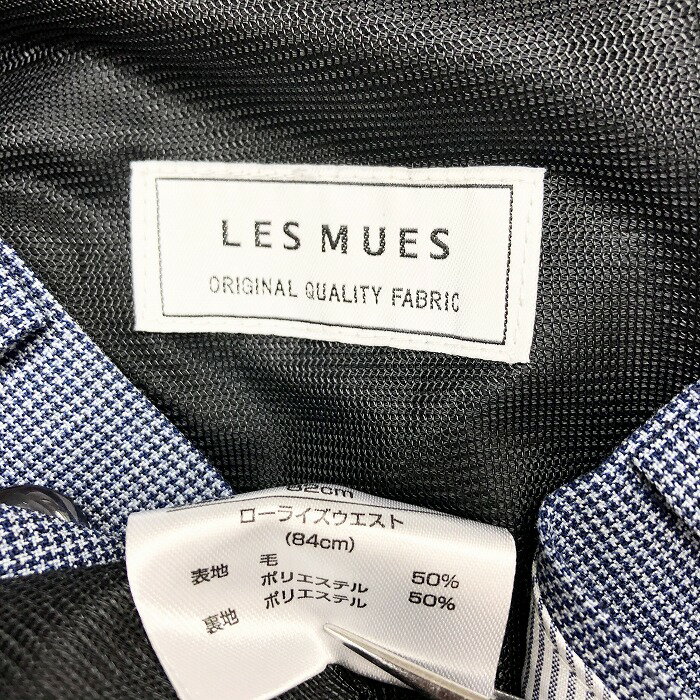 LES MUES
ORIGINAL QUALITY FABRIC
82cm
ローライズウエスト
(84cm)
表地 毛 50%
ポリエステル 50%
裏地 ポリエステル